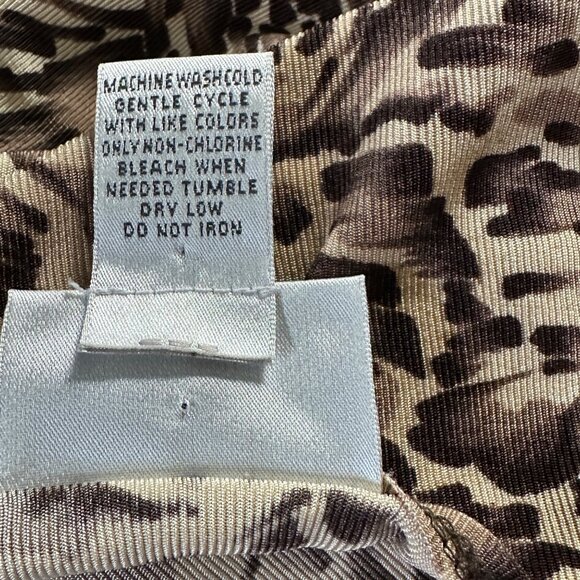 MACHINE WASH COLD
GENTLE CYCLE
WITH LIKE COLORS
ONLY NON-CHLORINE
BLEACH WHEN
NEEDED TUMBLE
DRY LOW
DO NOT IRON